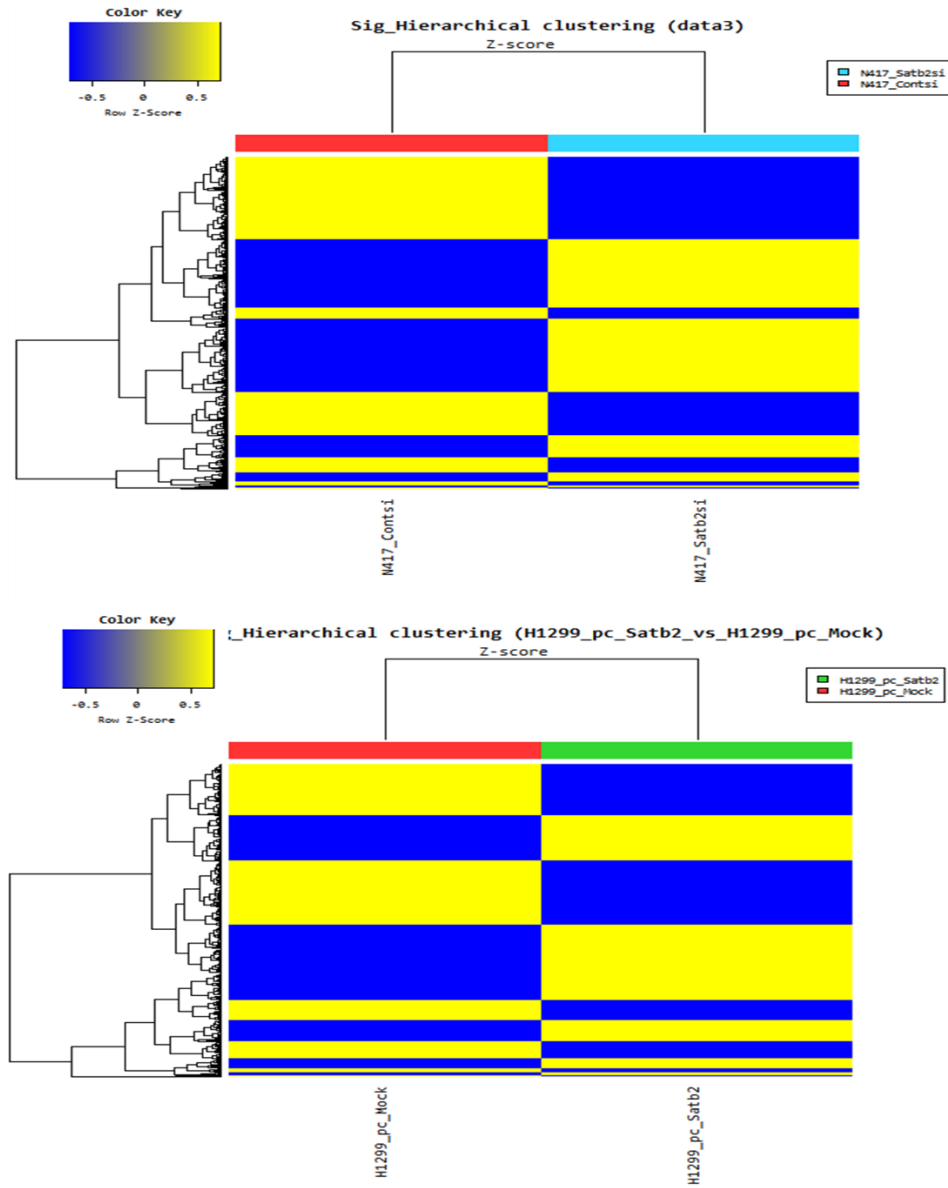 Color Key
-0.5 0 0.5
Row Z-Score
Sig_Hierarchical clustering (data3)
Z-score
N417_Satb2si
N417_Contsi
N417_Contsi
N417_Satb2si
Color Key
-0.5 0 0.5
Row Z-Score
_Hierarchical clustering (H1299_pc_Satb2_vs_H1299_pc_Mock)
Z-score
H1299_pc_Satb2
H1299_pc_Mock
H1299_pc_Mock
H1299_pc_Satb2